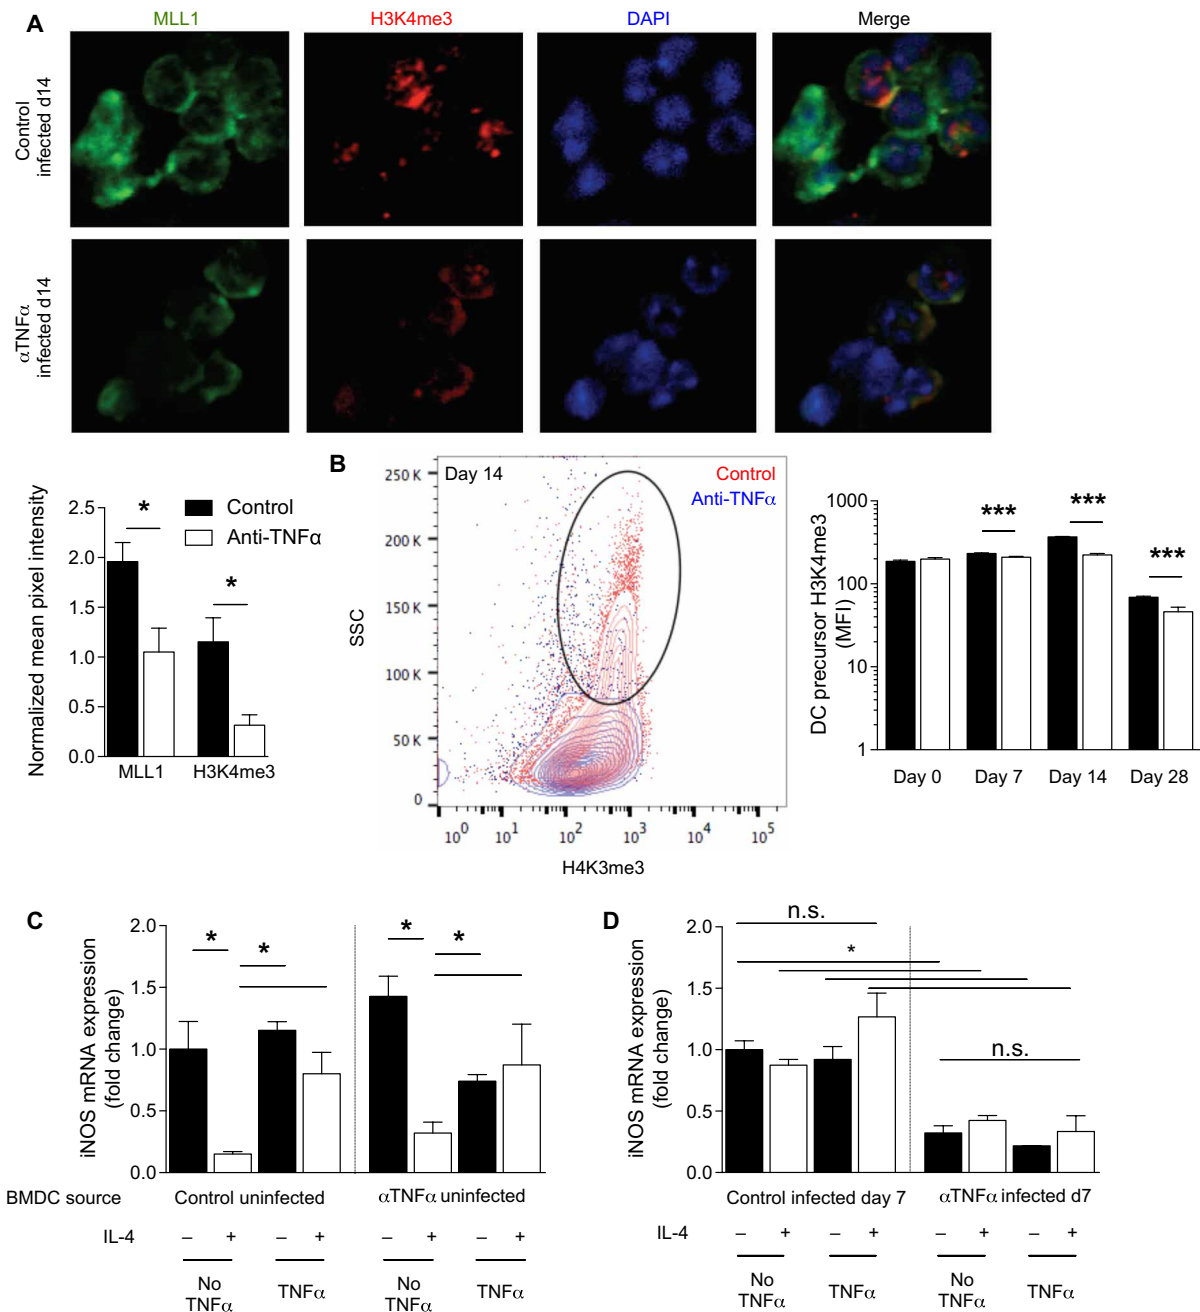 A
MLL1
H3K4me3
DAPI
Merge
Control
infected d14
αTNFα
infected d14
Normalized mean pixel intensity
2.5
2.0
1.5
1.0
0.5
0.0
*
*
Control
Anti-TNFα
MLL1
H3K4me3
B
Day 14
Control
Anti-TNFα
SSC
250 K
200 K
150 K
100 K
50 K
0
10^0
10^1
10^2
10^3
10^4
10^5
H4K3me3
DC precursor H3K4me3
(MFI)
1000
100
10
1
***
***
***
Day 0
Day 7
Day 14
Day 28
C
iNOS mRNA expression
(fold change)
2.0
1.5
1.0
0.5
0.0
*
*
*
*
BMDC source
Control uninfected
αTNFα uninfected
IL-4
– + – + – + – +
No
TNFα
TNFα
No
TNFα
TNFα
D
iNOS mRNA expression
(fold change)
2.0
1.5
1.0
0.5
0.0
n.s.
*
n.s.
Control infected day 7
αTNFα infected d7
IL-4
– + – + – + – +
No
TNFα
TNFα
No
TNFα
TNFα